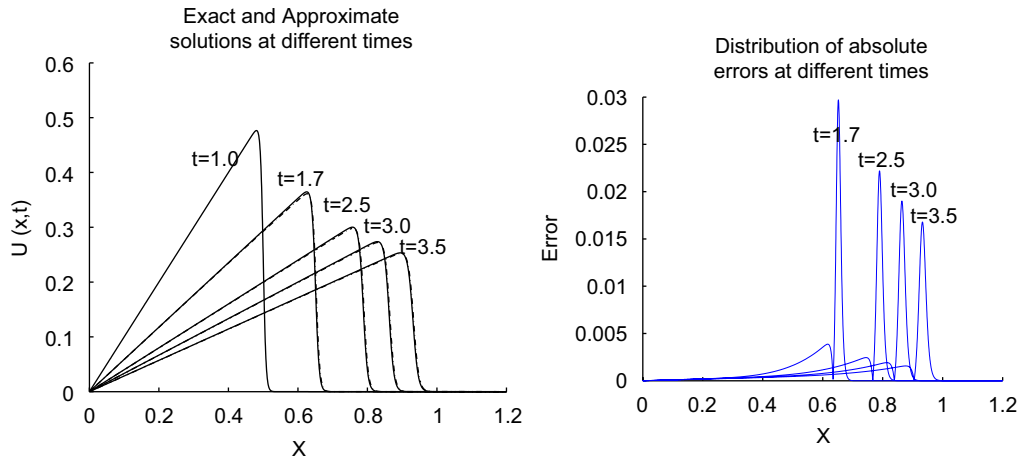 Exact and Approximate
solutions at different times
0.6
0.5
0.4
0.3
0.2
0.1
0
U (x,t)
t=1.0
t=1.7
t=2.5
t=3.0
t=3.5
0 0.2 0.4 0.6 0.8 1 1.2
X
Distribution of absolute
errors at different times
0.03
0.025
0.02
0.015
0.01
0.005
0
Error
t=1.7
t=2.5
t=3.0
t=3.5
0 0.2 0.4 0.6 0.8 1 1.2
X